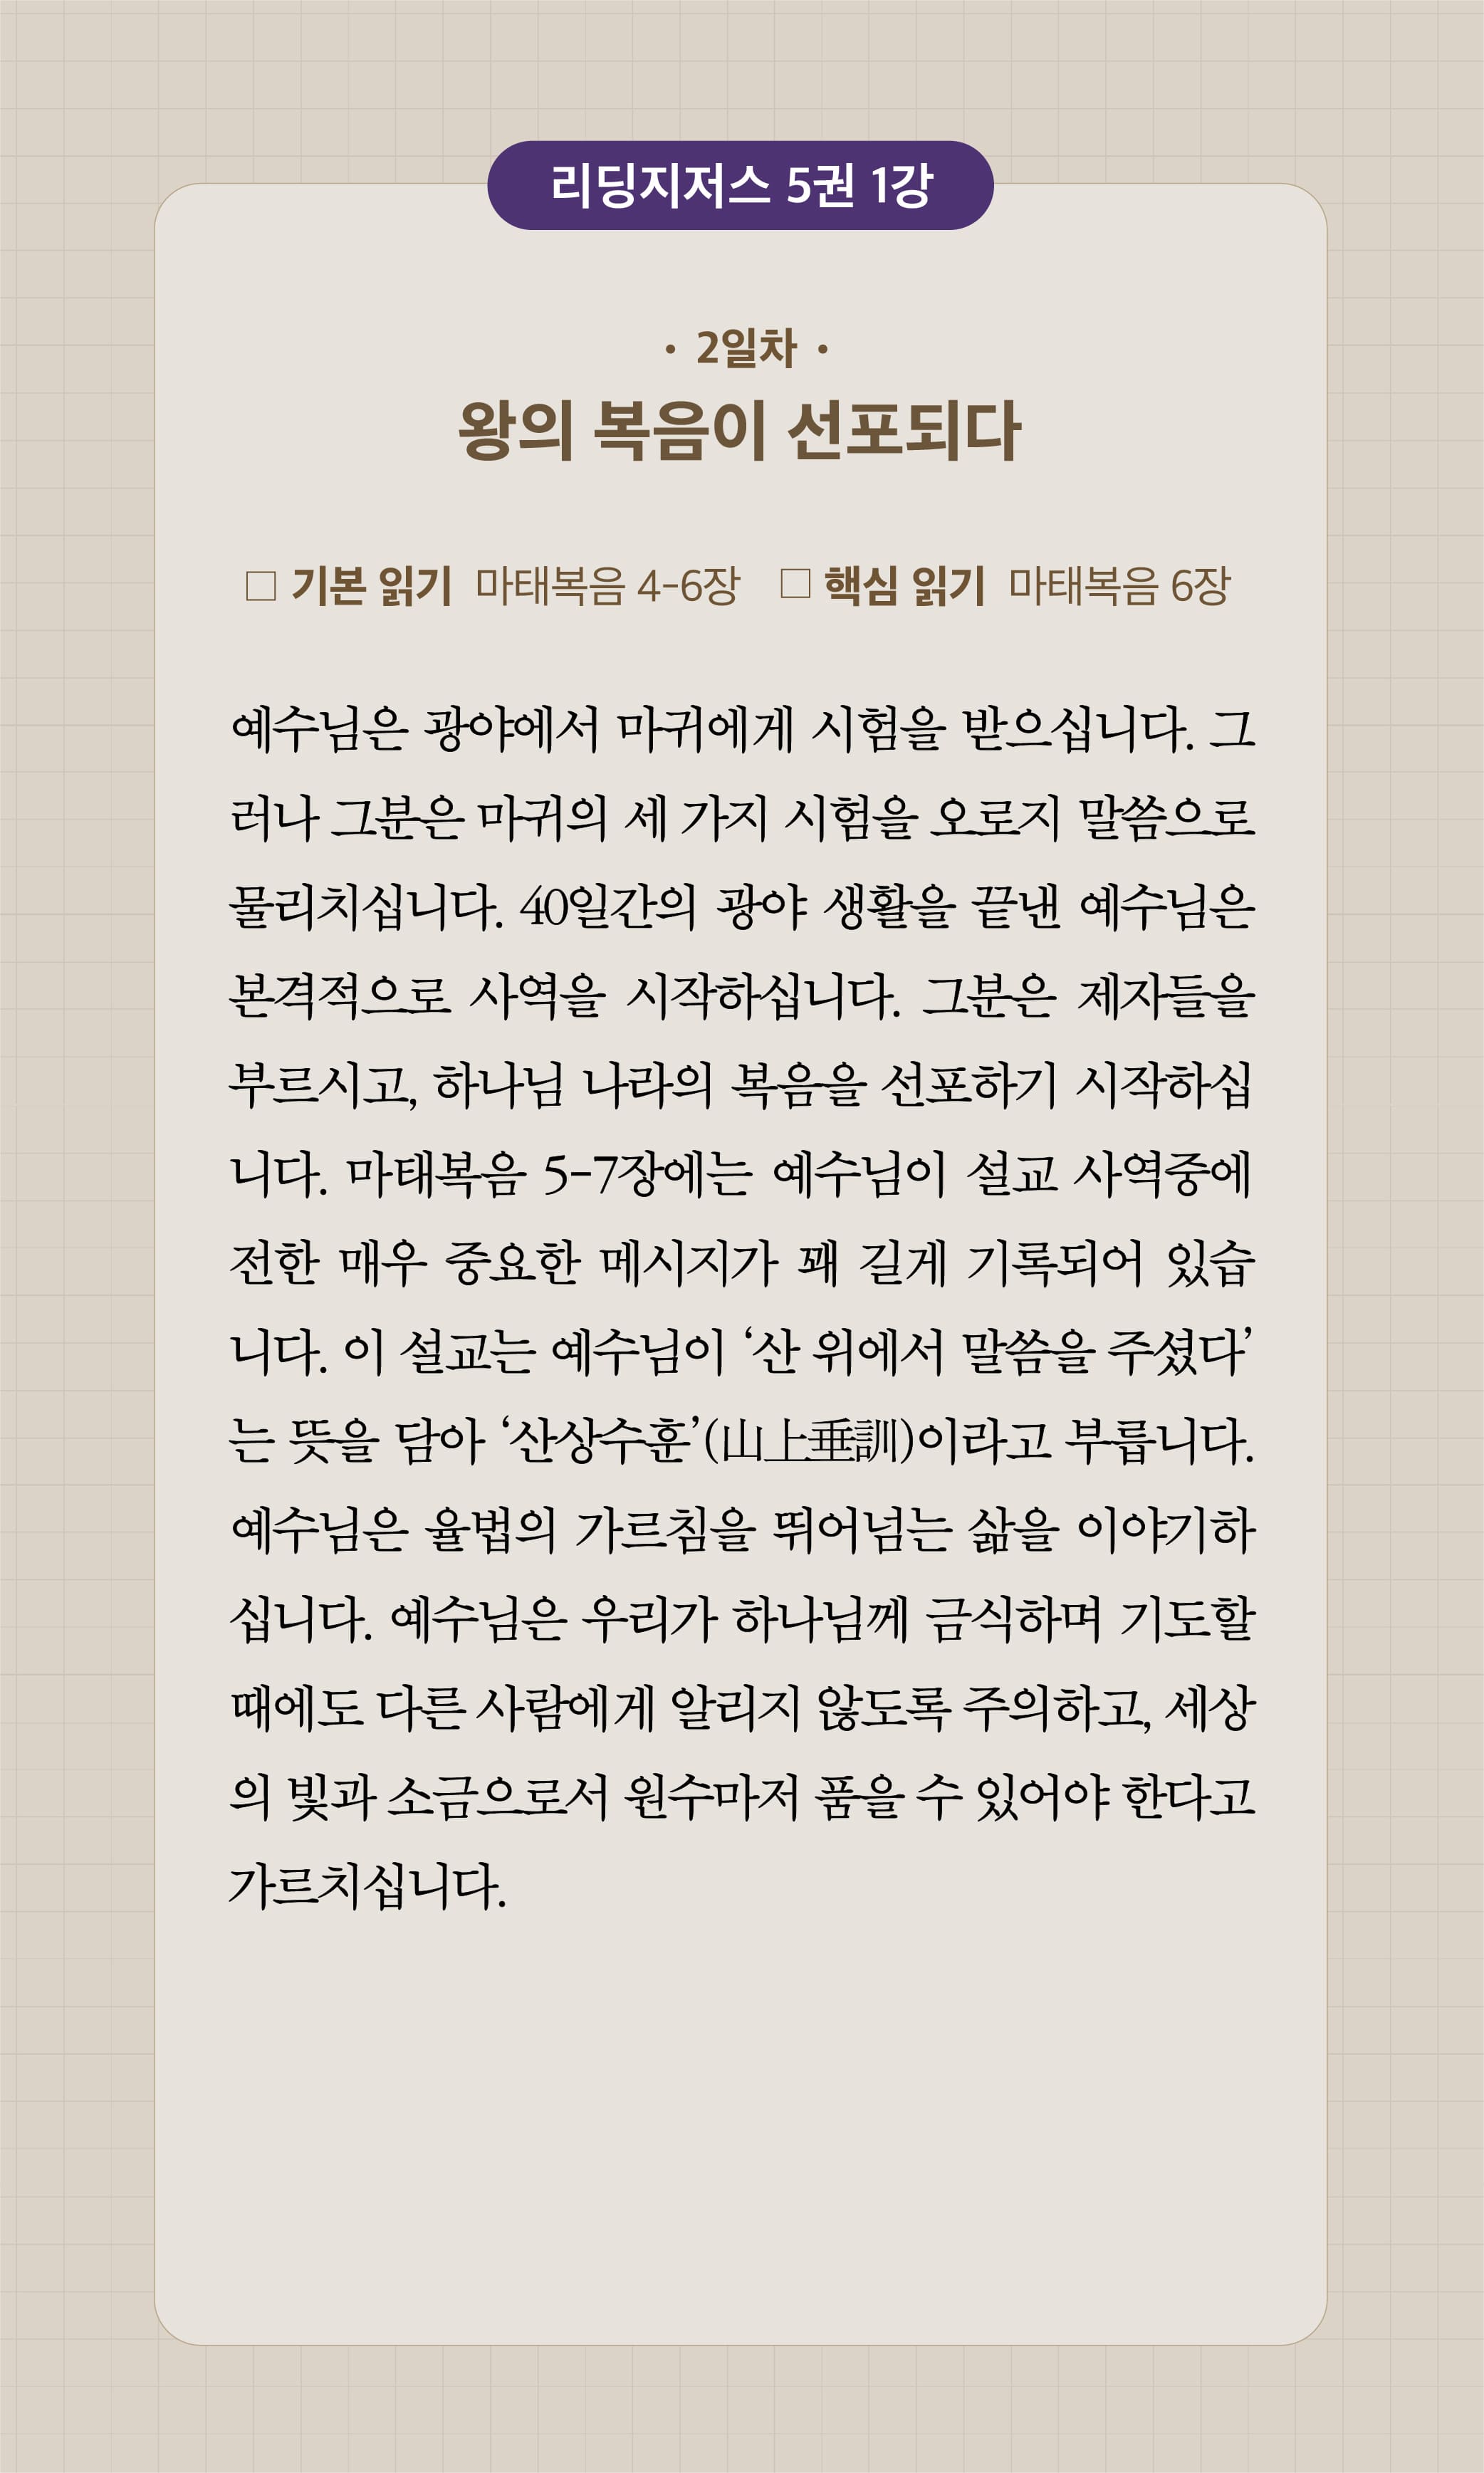 리딩지저스 5권 1강
· 2일차 ·
왕의 복음이 선포되다
□ 기본 읽기 마태복음 4-6장 □ 핵심 읽기 마태복음 6장
예수님은 광야에서 마귀에게 시험을 받으십니다. 그
러나 그분은 마귀의 세 가지 시험을 오로지 말씀으로
물리치십니다. 40일간의 광야 생활을 끝낸 예수님은
본격적으로 사역을 시작하십니다. 그분은 제자들을
부르시고, 하나님 나라의 복음을 선포하기 시작하십
니다. 마태복음 5-7장에는 예수님이 설교 사역중에
전한 매우 중요한 메시지가 꽤 길게 기록되어 있습
니다. 이 설교는 예수님이 ‘산 위에서 말씀을 주셨다’
는 뜻을 담아 ‘산상수훈’(山上垂訓)이라고 부릅니다.
예수님은 율법의 가르침을 뛰어넘는 삶을 이야기하
십니다. 예수님은 우리가 하나님께 금식하며 기도할
때에도 다른 사람에게 알리지 않도록 주의하고, 세상
의 빛과 소금으로서 원수마저 품을 수 있어야 한다고
가르치십니다.